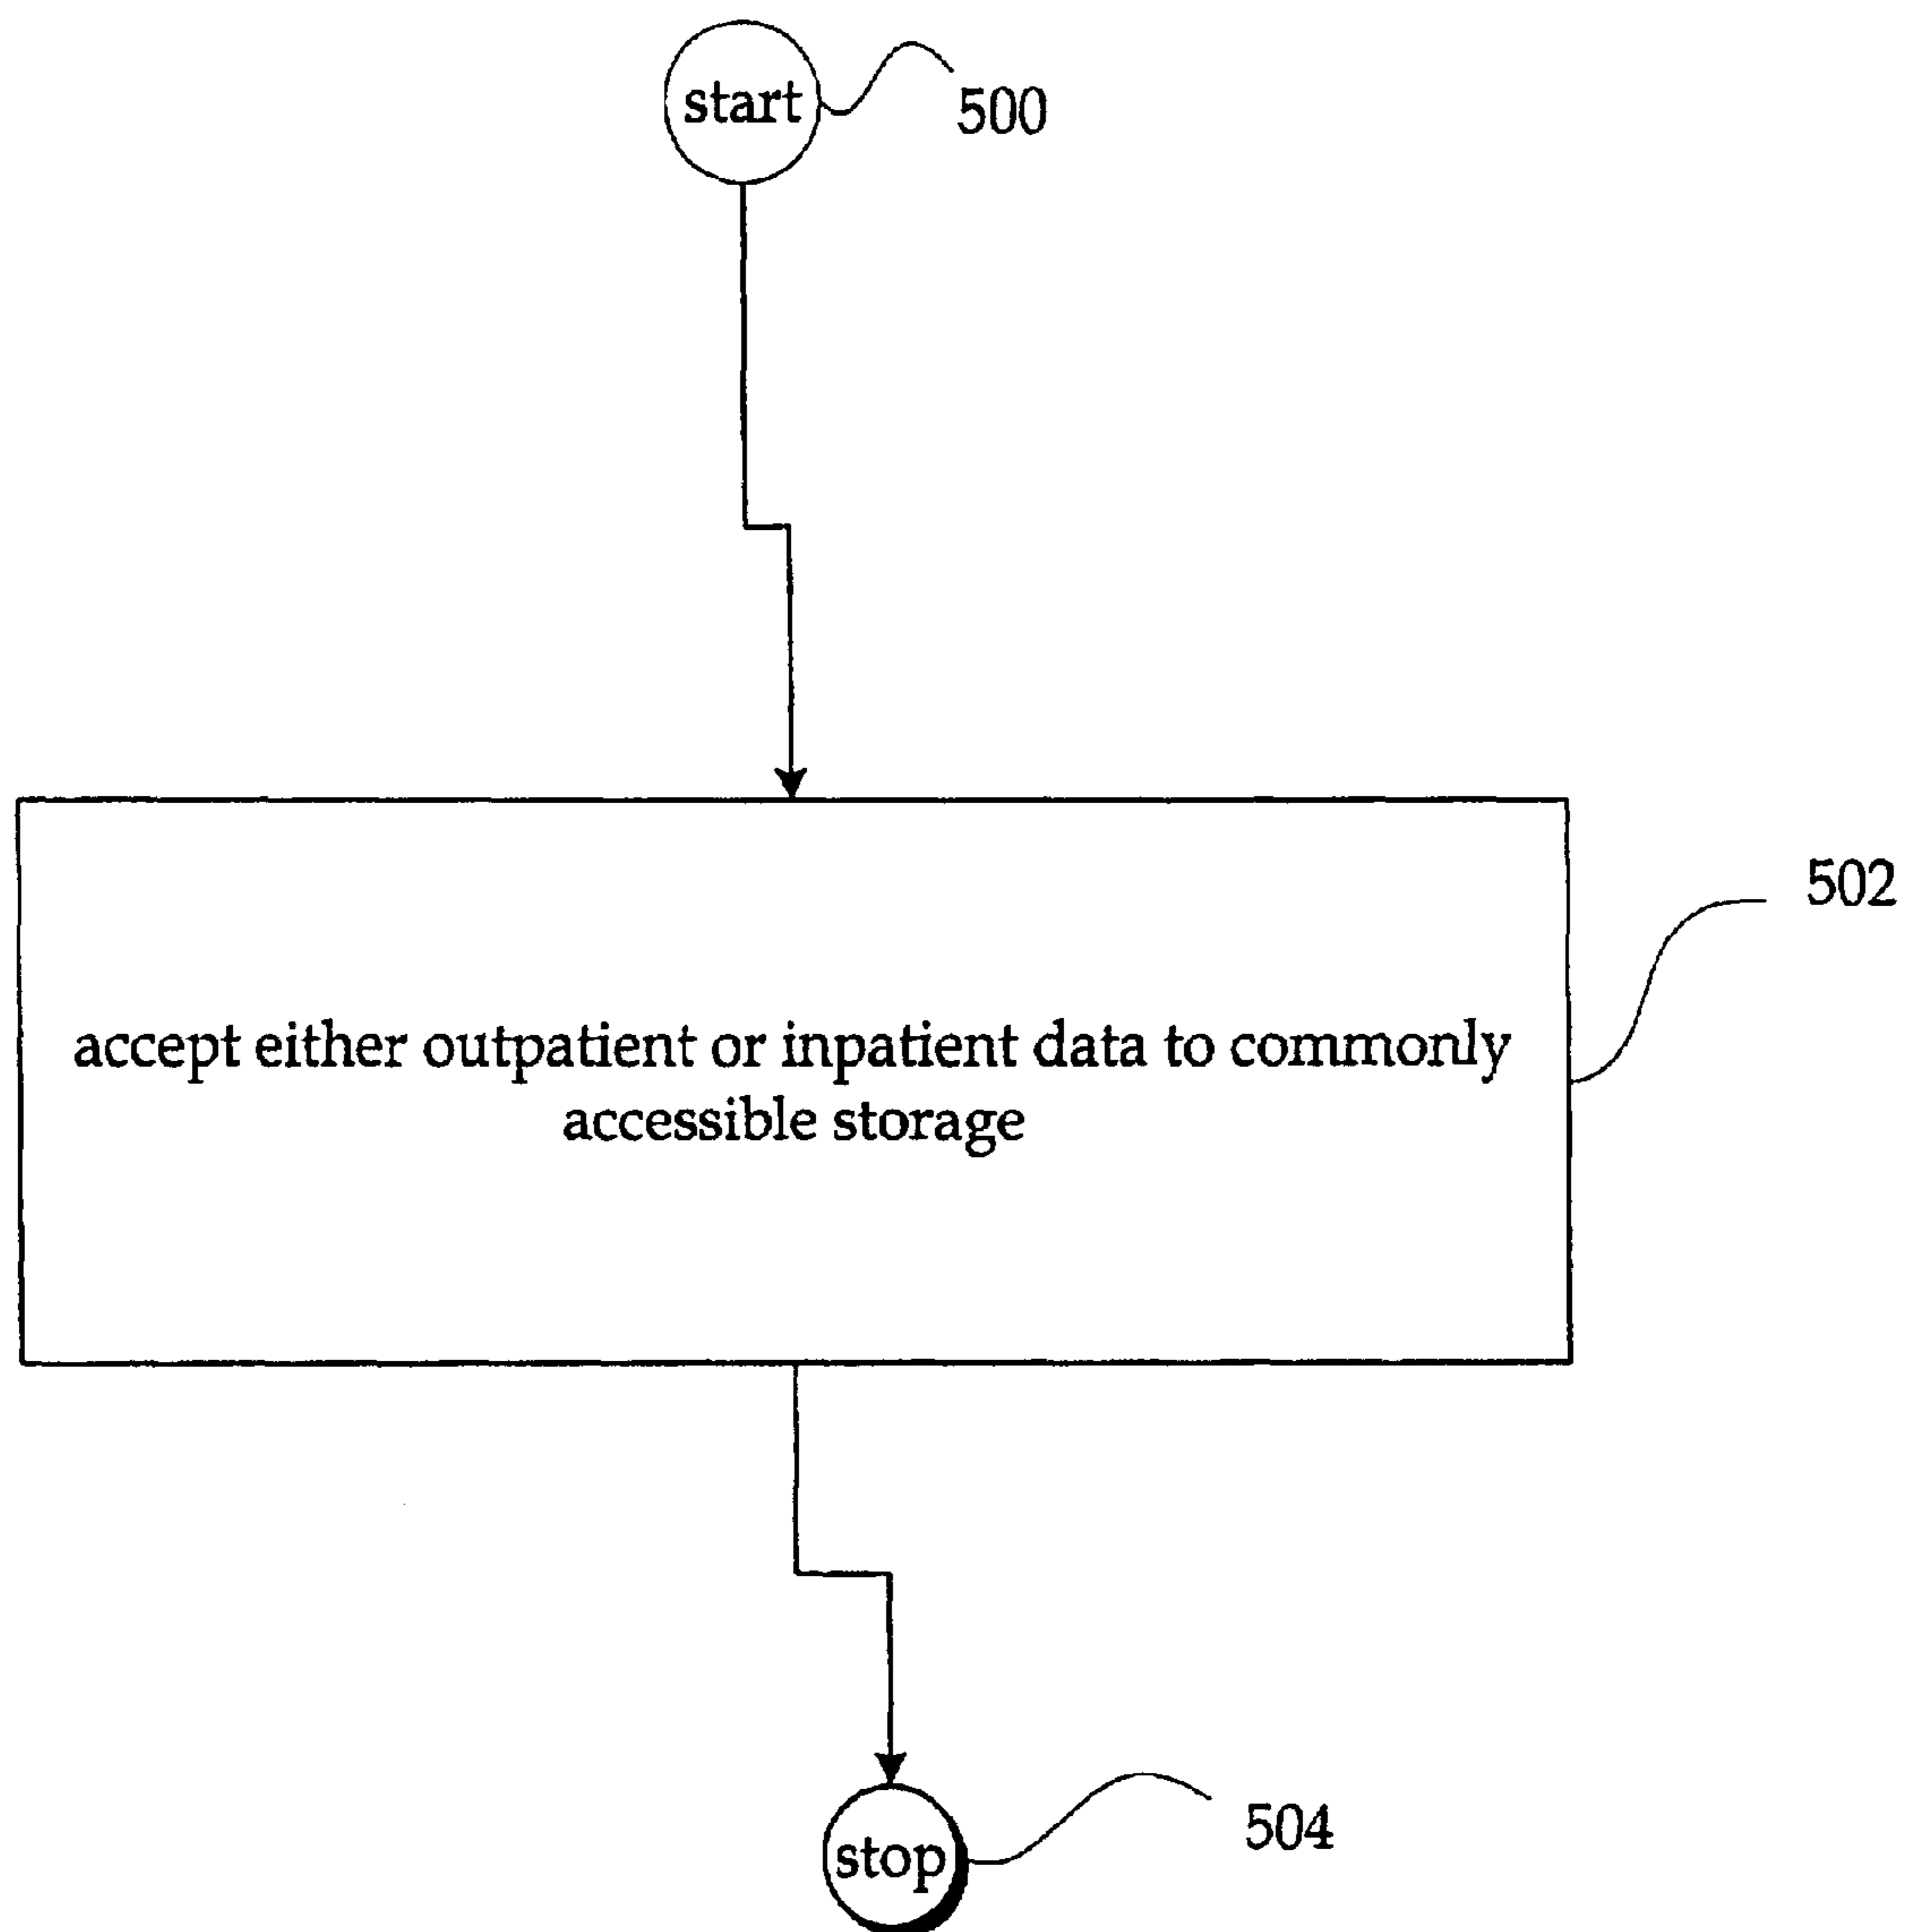 start
500
502
accept either outpatient or inpatient data to commonly
accessible storage
504
stop